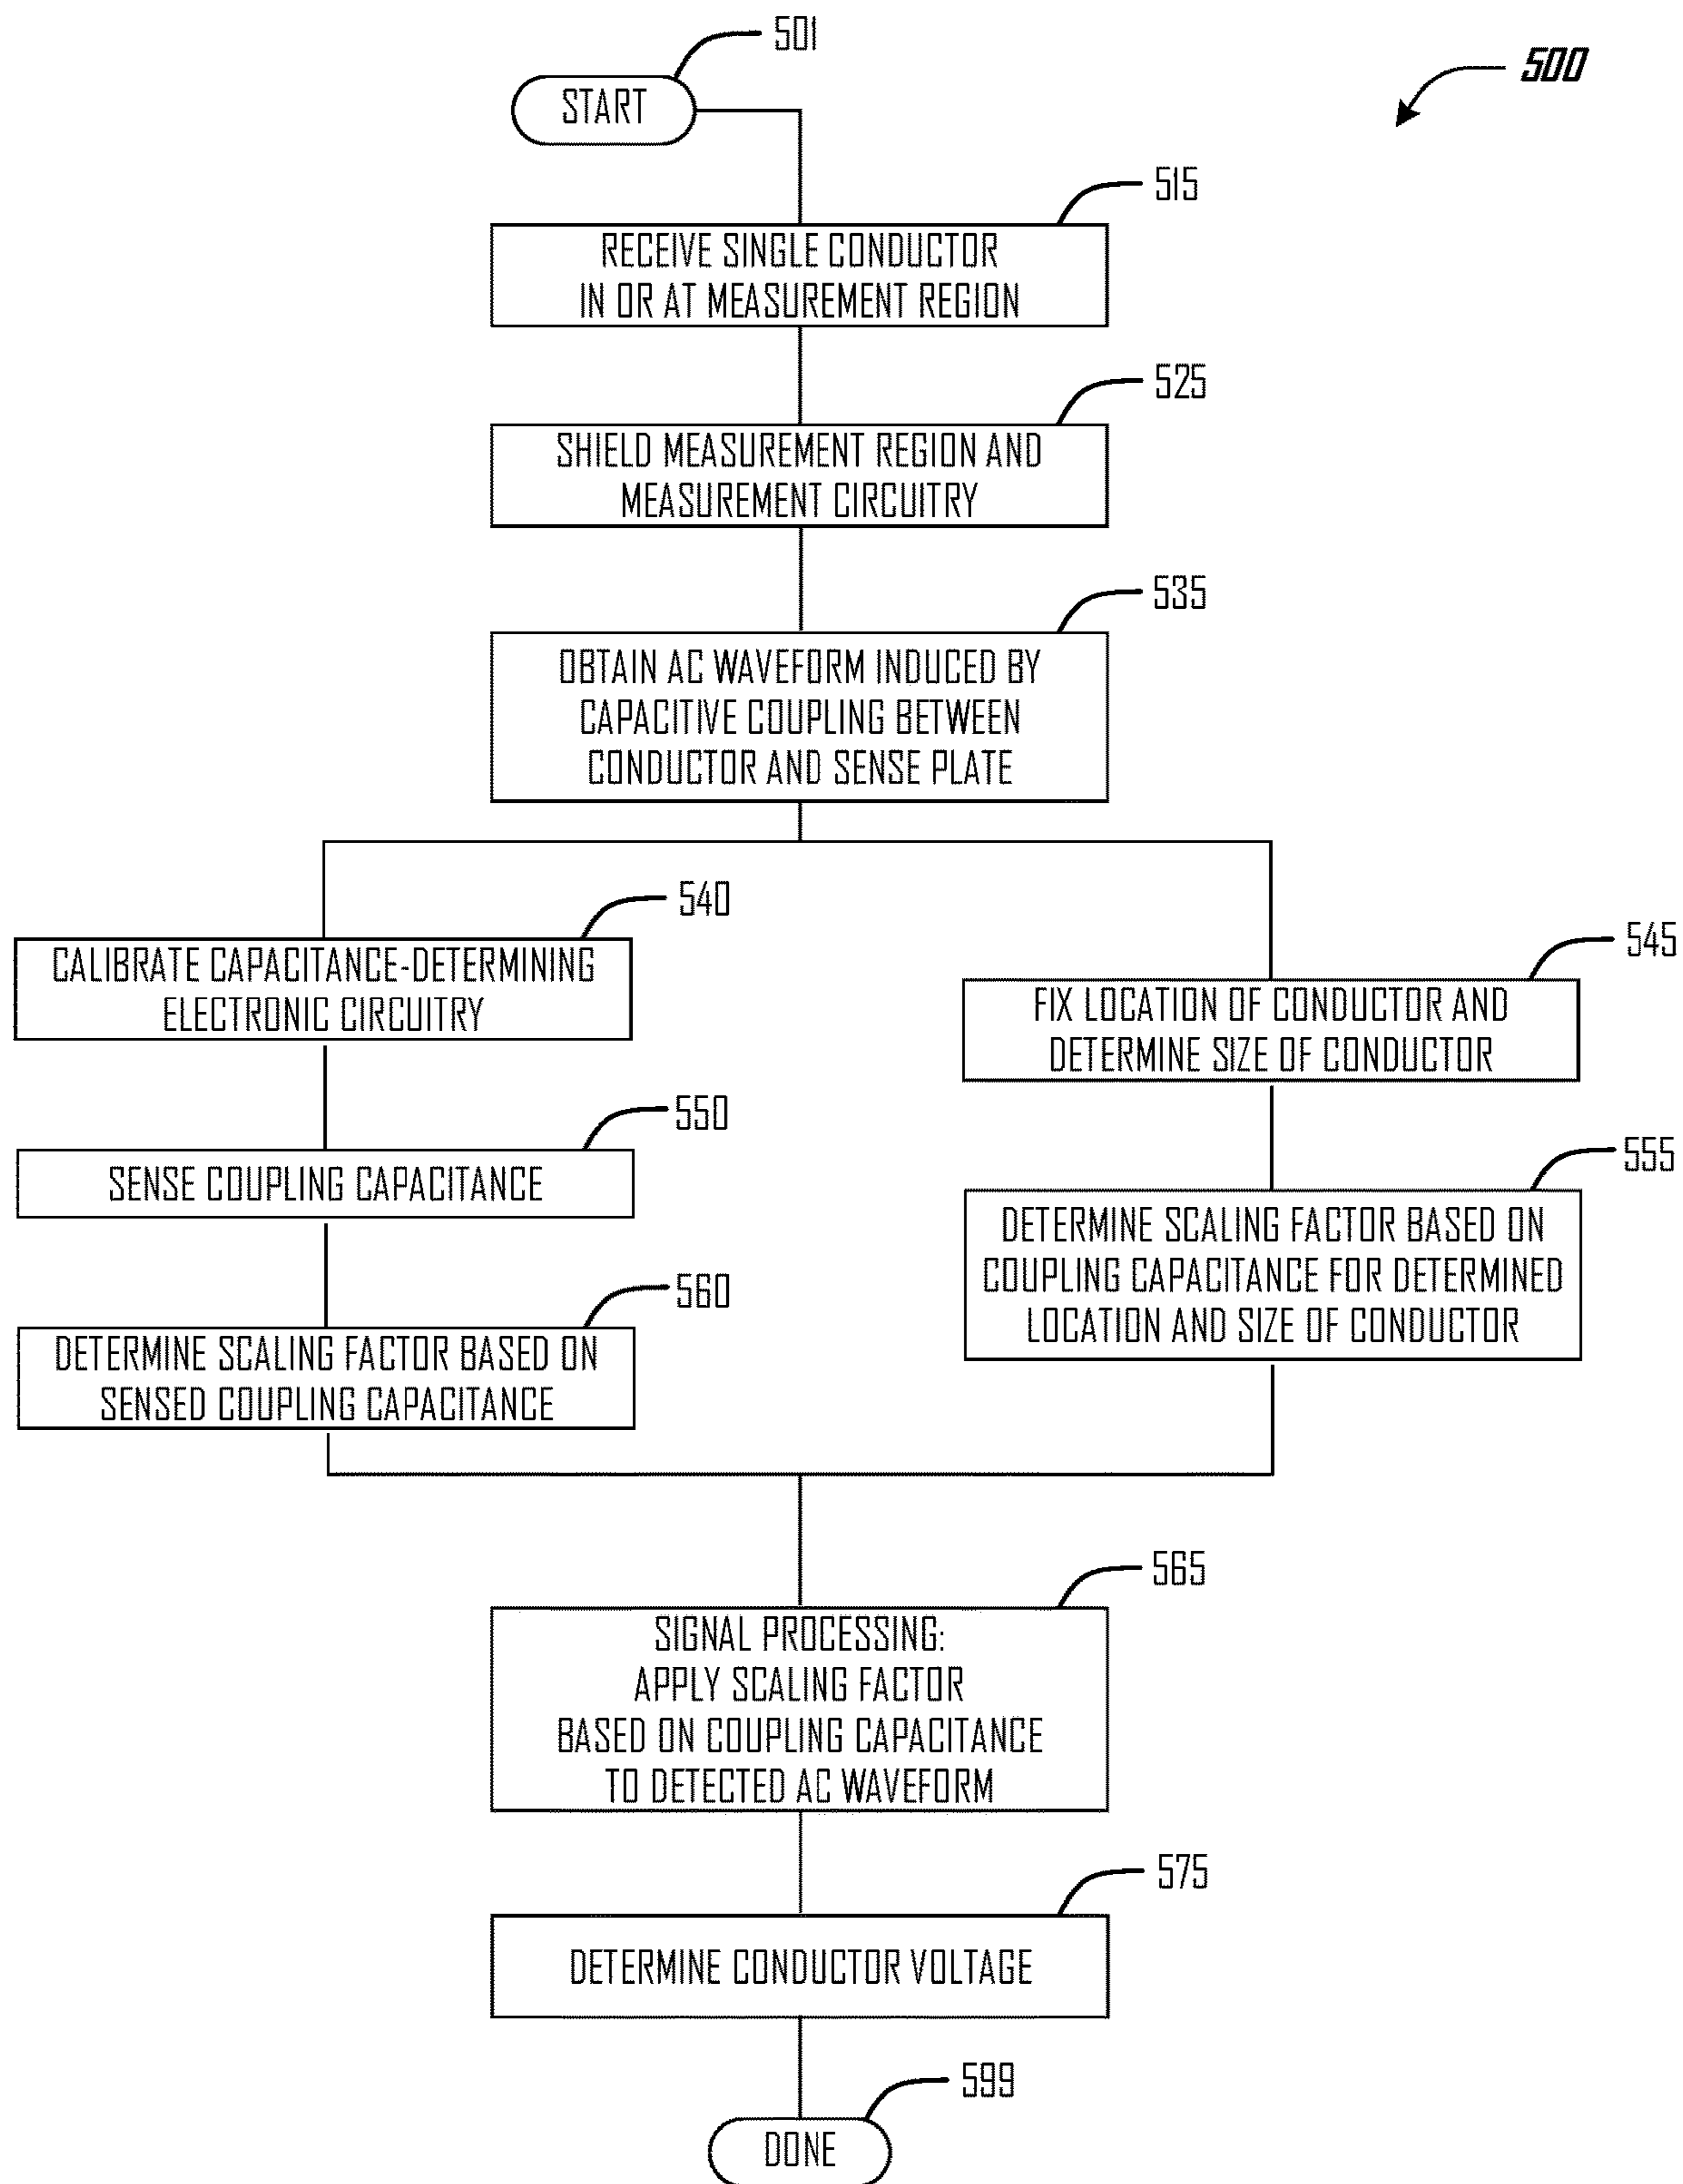 501
500
START
515
RECEIVE SINGLE CONDUCTOR
IN OR AT MEASUREMENT REGION
525
SHIELD MEASUREMENT REGION AND
MEASUREMENT CIRCUITRY
535
OBTAIN AC WAVEFORM INDUCED BY
CAPACITIVE COUPLING BETWEEN
CONDUCTOR AND SENSE PLATE
540
CALIBRATE CAPACITANCE-DETERMINING
ELECTRONIC CIRCUITRY
545
FIX LOCATION OF CONDUCTOR AND
DETERMINE SIZE OF CONDUCTOR
550
SENSE COUPLING CAPACITANCE
555
DETERMINE SCALING FACTOR BASED ON
COUPLING CAPACITANCE FOR DETERMINED
LOCATION AND SIZE OF CONDUCTOR
560
DETERMINE SCALING FACTOR BASED ON
SENSED COUPLING CAPACITANCE
565
SIGNAL PROCESSING:
APPLY SCALING FACTOR
BASED ON COUPLING CAPACITANCE
TO DETECTED AC WAVEFORM
575
DETERMINE CONDUCTOR VOLTAGE
599
DONE